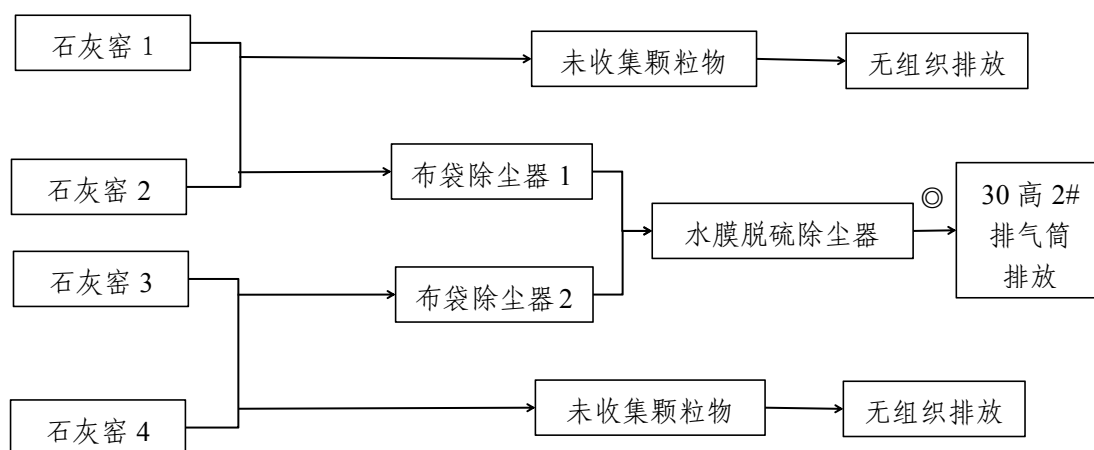 石灰窑 1
未收集颗粒物
无组织排放
石灰窑 2
布袋除尘器 1
水膜脱硫除尘器
◎
30 高 2#
排气筒
排放
石灰窑 3
布袋除尘器 2
石灰窑 4
未收集颗粒物
无组织排放